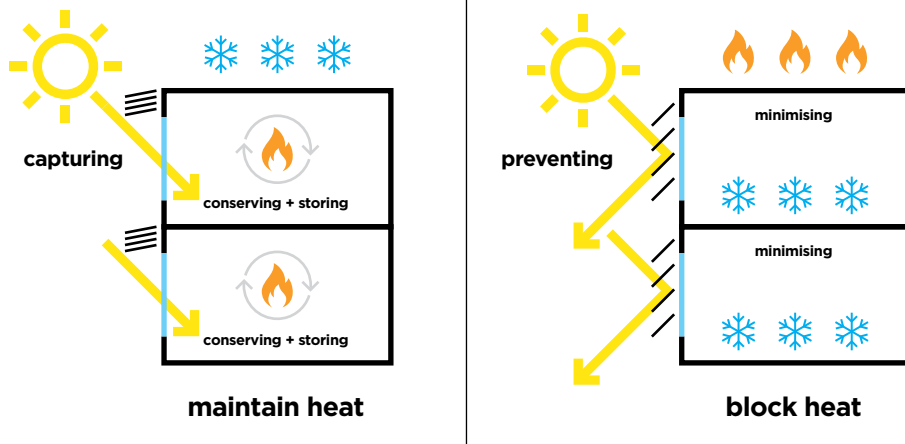 capturing
conserving + storing
conserving + storing
maintain heat
preventing
minimising
minimising
block heat